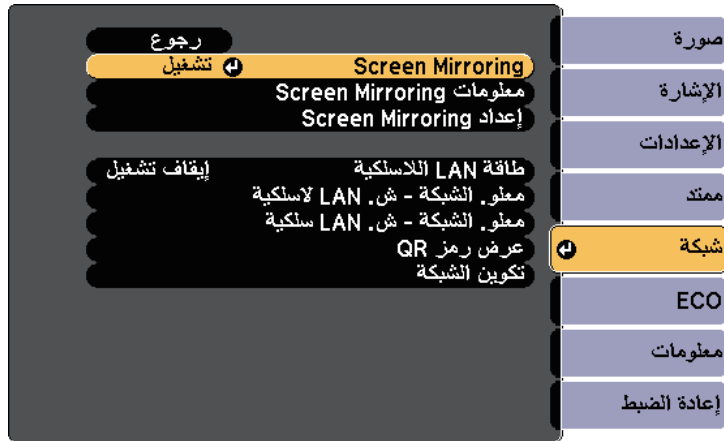 صورة
الإشارة
الإعدادات
ممتد
شبكة
ECO
معلومات
إعادة الضبط
رجوع
Screen Mirroring تشغيل
معلومات Screen Mirroring
إعداد Screen Mirroring
طاقة LAN اللاسلكية إيقاف تشغيل
معلو. الشبكة - ش. LAN لاسلكية
معلو. الشبكة - ش. LAN سلكية
عرض رمز QR
تكوين الشبكة